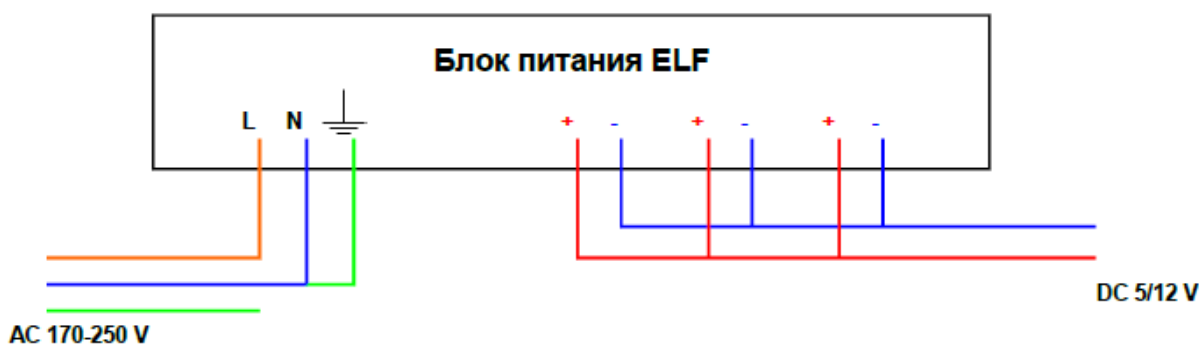 Блок питания ELF
L N + - + - + -
DC 5/12 V
AC 170-250 V